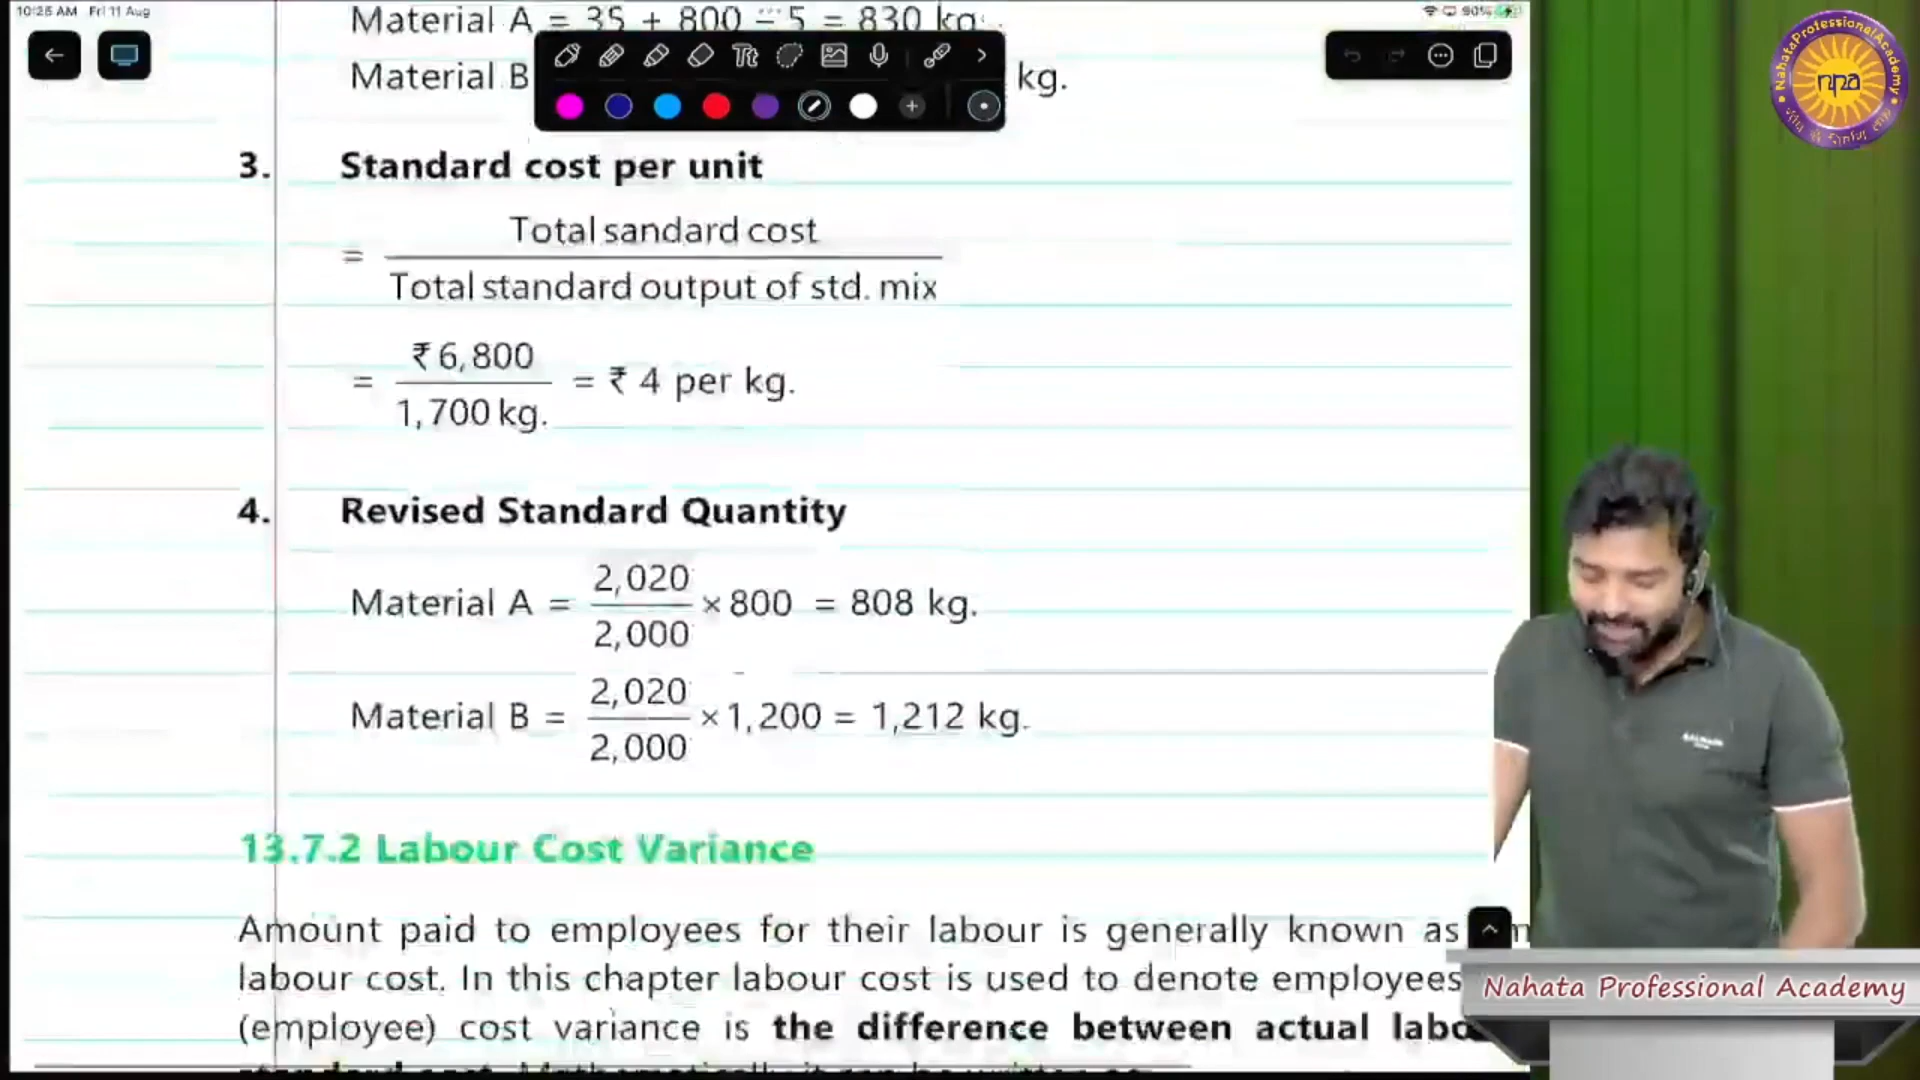 10:25 AM Fri 11 Aug
90%
Material A = 35 + 800 – 5 = 830 kg.
Material B
kg.
Tt
3. Standard cost per unit
= Total sandard cost
Total standard output of std. mix
= ₹ 6,800
1,700 kg.
= ₹ 4 per kg.
4. Revised Standard Quantity
Material A = 2,020
2,000
× 800 = 808 kg.
Material B = 2,020
2,000
× 1,200 = 1,212 kg.
13.7.2 Labour Cost Variance
Amount paid to employees for their labour is generally known as
labour cost. In this chapter labour cost is used to denote employees
(employee) cost variance is the difference between actual labo
NahataProfessionalAcademy
npa
Nahata Professional Academy